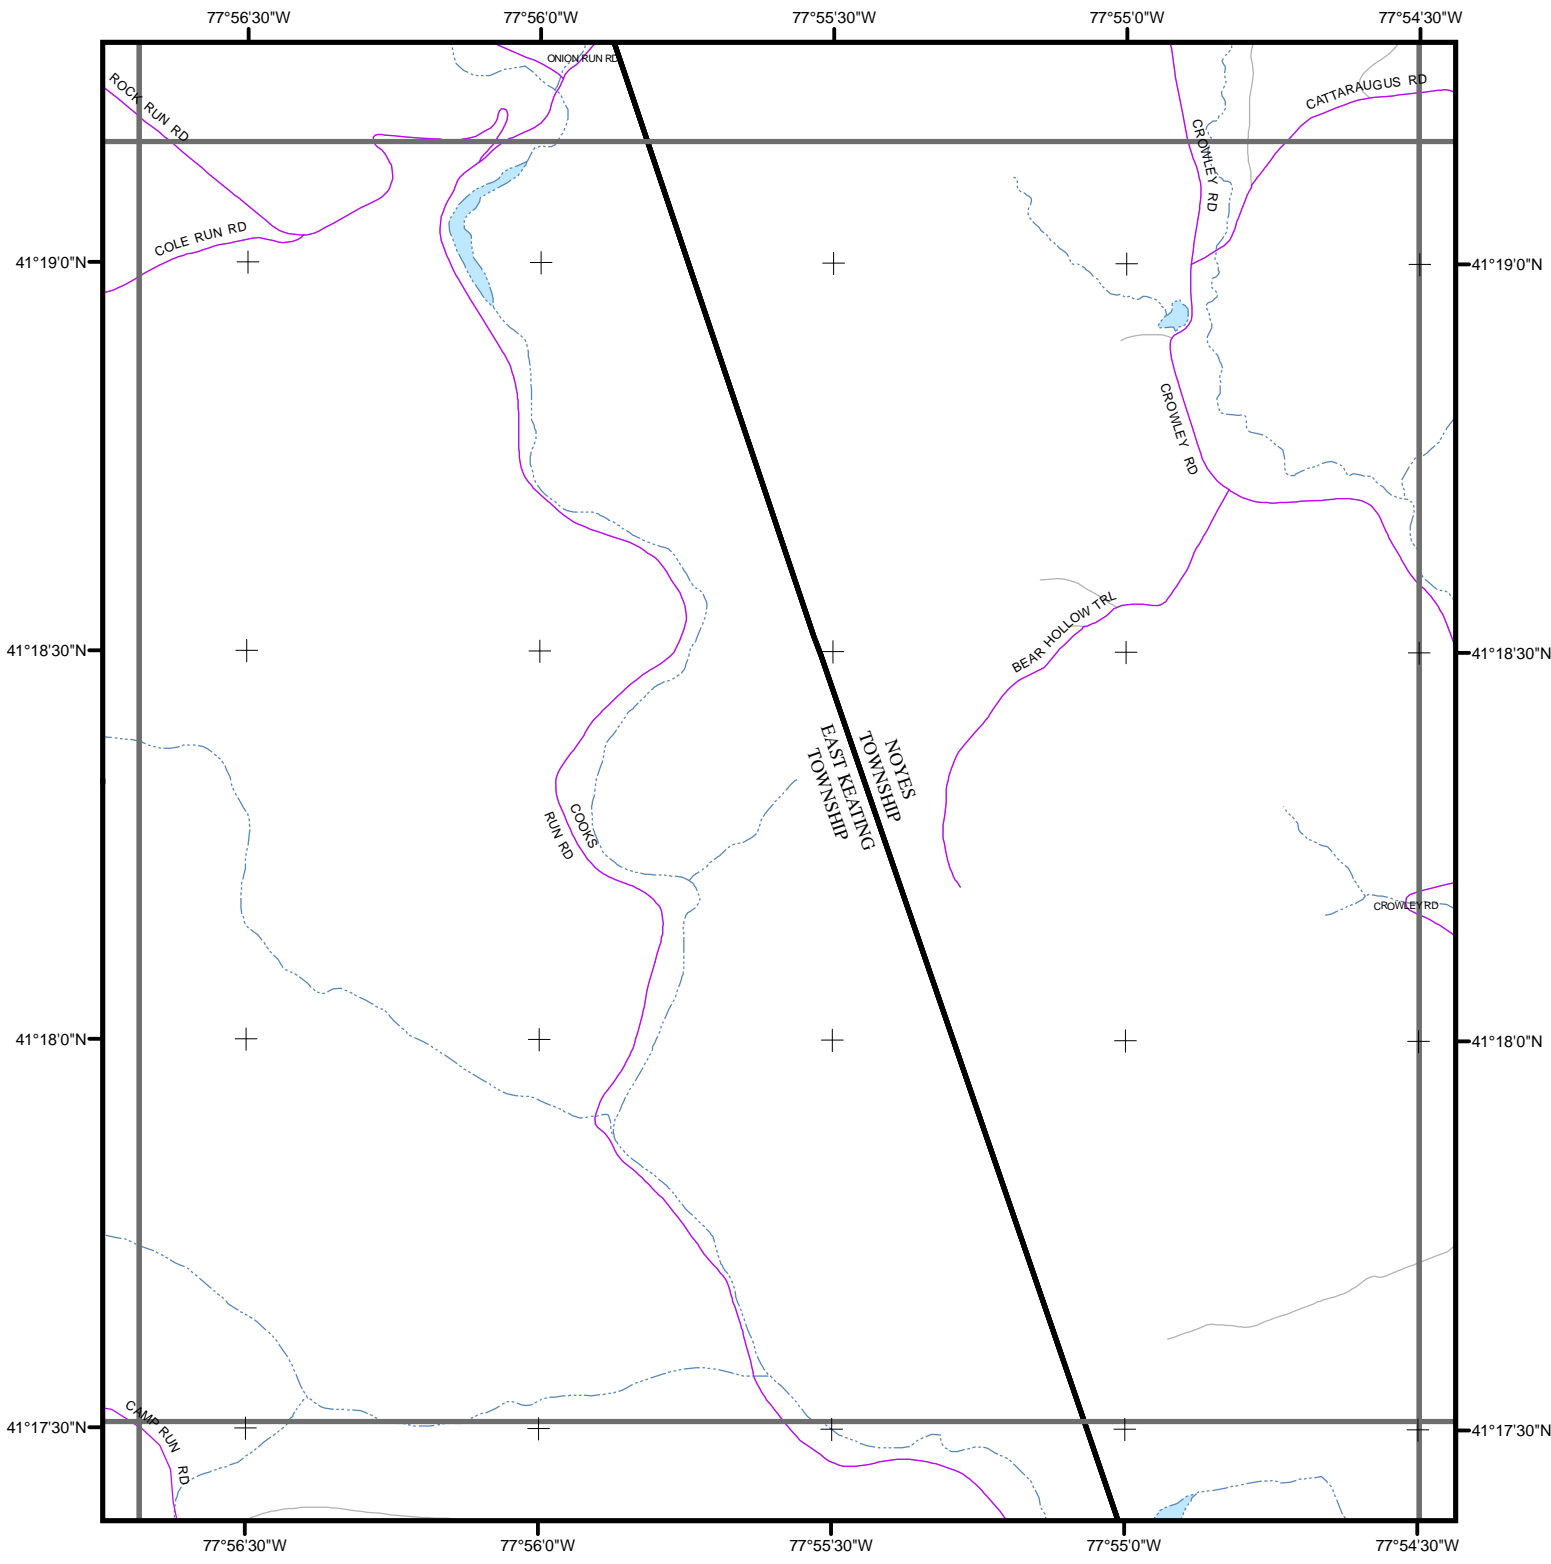 77°56'30"W
77°56'0"W
77°55'30"W
77°55'0"W
77°54'30"W
ONION RUN RD
ROCK RUN RD
CATTARAUGUS RD
CROWLEY RD
COLE RUN RD
41°19'0"N
41°19'0"N
CROWLEY RD
BEAR HOLLOW TRL
41°18'30"N
41°18'30"N
NOYES
TOWNSHIP
EAST KEATING
TOWNSHIP
COOKS
RUN RD
CROWLEY RD
41°18'0"N
41°18'0"N
CAMP RUN RD
41°17'30"N
41°17'30"N
77°56'30"W
77°56'0"W
77°55'30"W
77°55'0"W
77°54'30"W